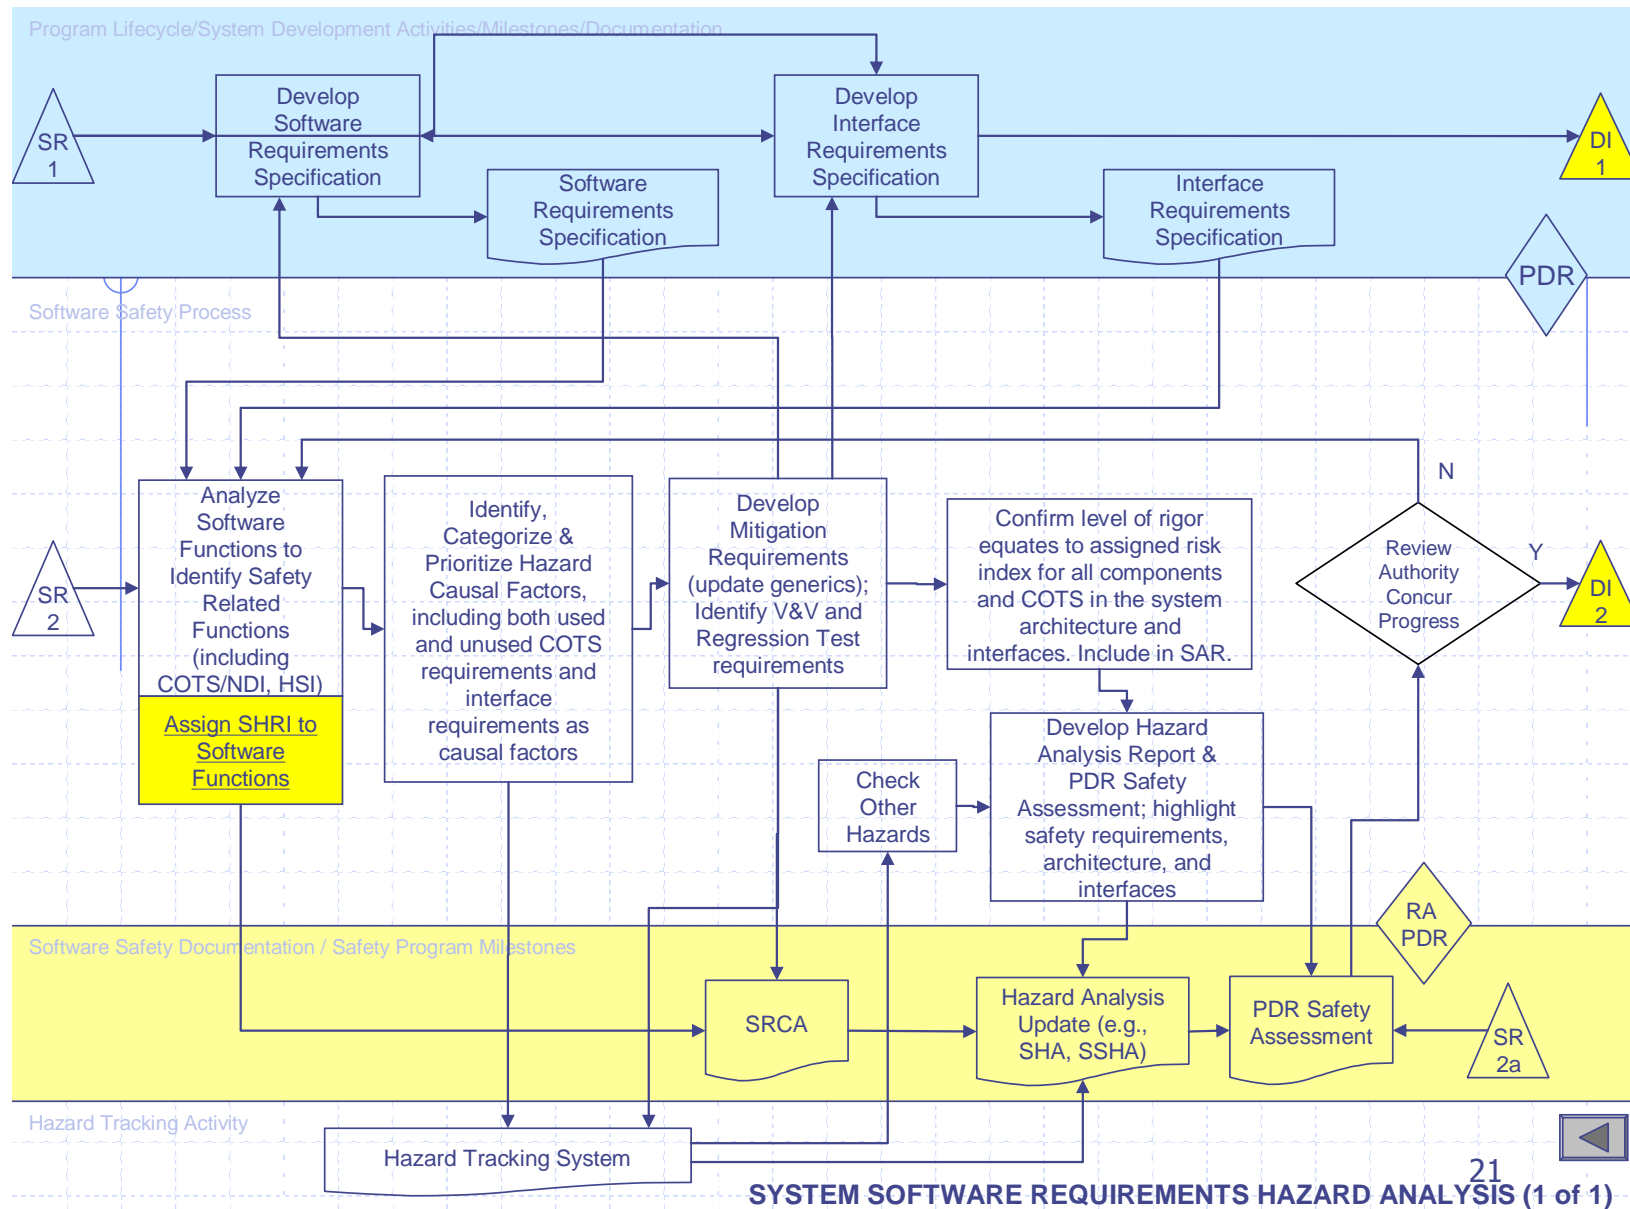 Program Lifecycle/System Development Activities/Milestones/Documentation
SR
1
Develop
Software
Requirements
Specification
Software
Requirements
Specification
Develop
Interface
Requirements
Specification
Interface
Requirements
Specification
DI
1
PDR
Software Safety Process
SR
2
Analyze
Software
Functions to
Identify Safety
Related
Functions
(including
COTS/NDI, HSI)
Assign SHRI to
Software
Functions
Identify,
Categorize &
Prioritize Hazard
Causal Factors,
including both used
and unused COTS
requirements and
interface
requirements as
causal factors
Develop
Mitigation
Requirements
(update generics);
Identify V&V and
Regression Test
requirements
Confirm level of rigor
equates to assigned risk
index for all components
and COTS in the system
architecture and
interfaces. Include in SAR.
N
Review
Authority
Concur
Progress
Y
DI
2
Check
Other
Hazards
Develop Hazard
Analysis Report &
PDR Safety
Assessment; highlight
safety requirements,
architecture, and
interfaces
RA
PDR
Software Safety Documentation / Safety Program Milestones
SRCA
Hazard Analysis
Update (e.g.,
SHA, SSHA)
PDR Safety
Assessment
SR
2a
Hazard Tracking Activity
Hazard Tracking System
21
SYSTEM SOFTWARE REQUIREMENTS HAZARD ANALYSIS (1 of 1)